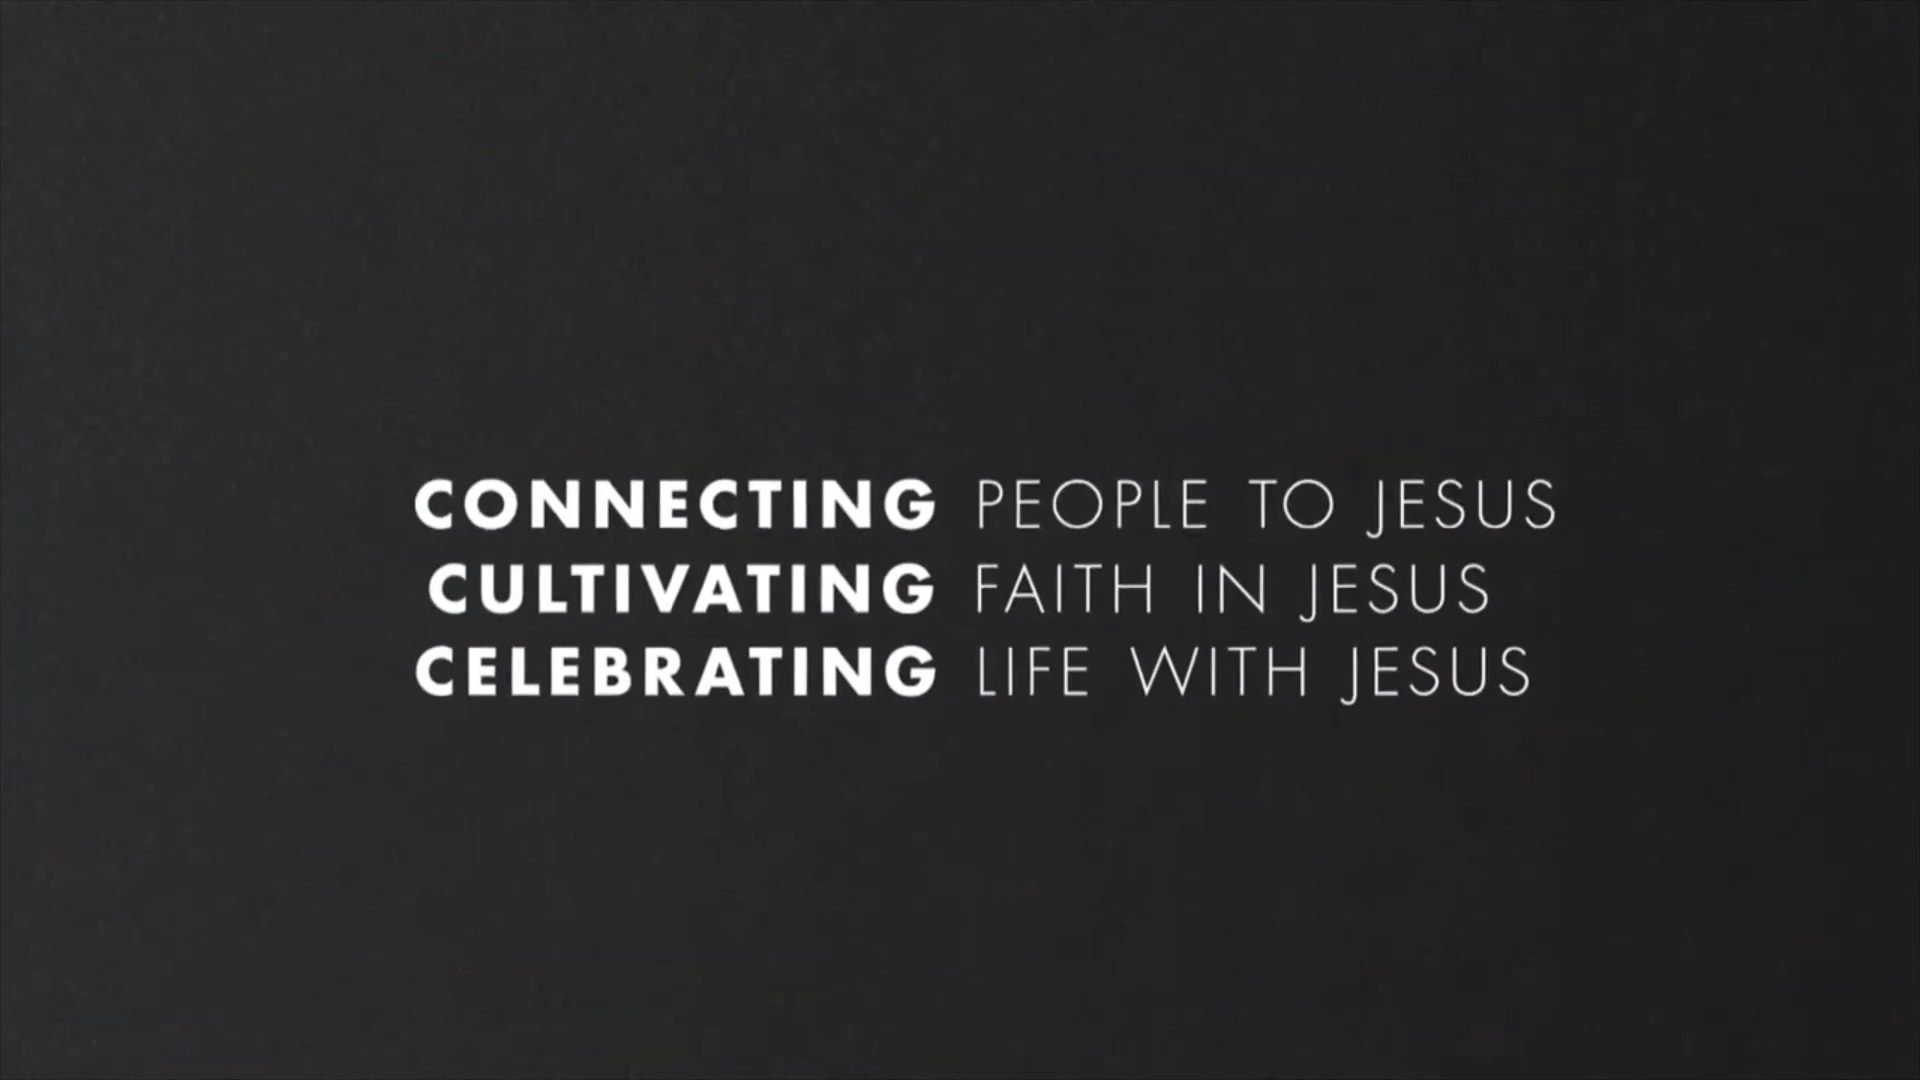 CONNECTING PEOPLE TO JESUS
CULTIVATING FAITH IN JESUS
CELEBRATING LIFE WITH JESUS